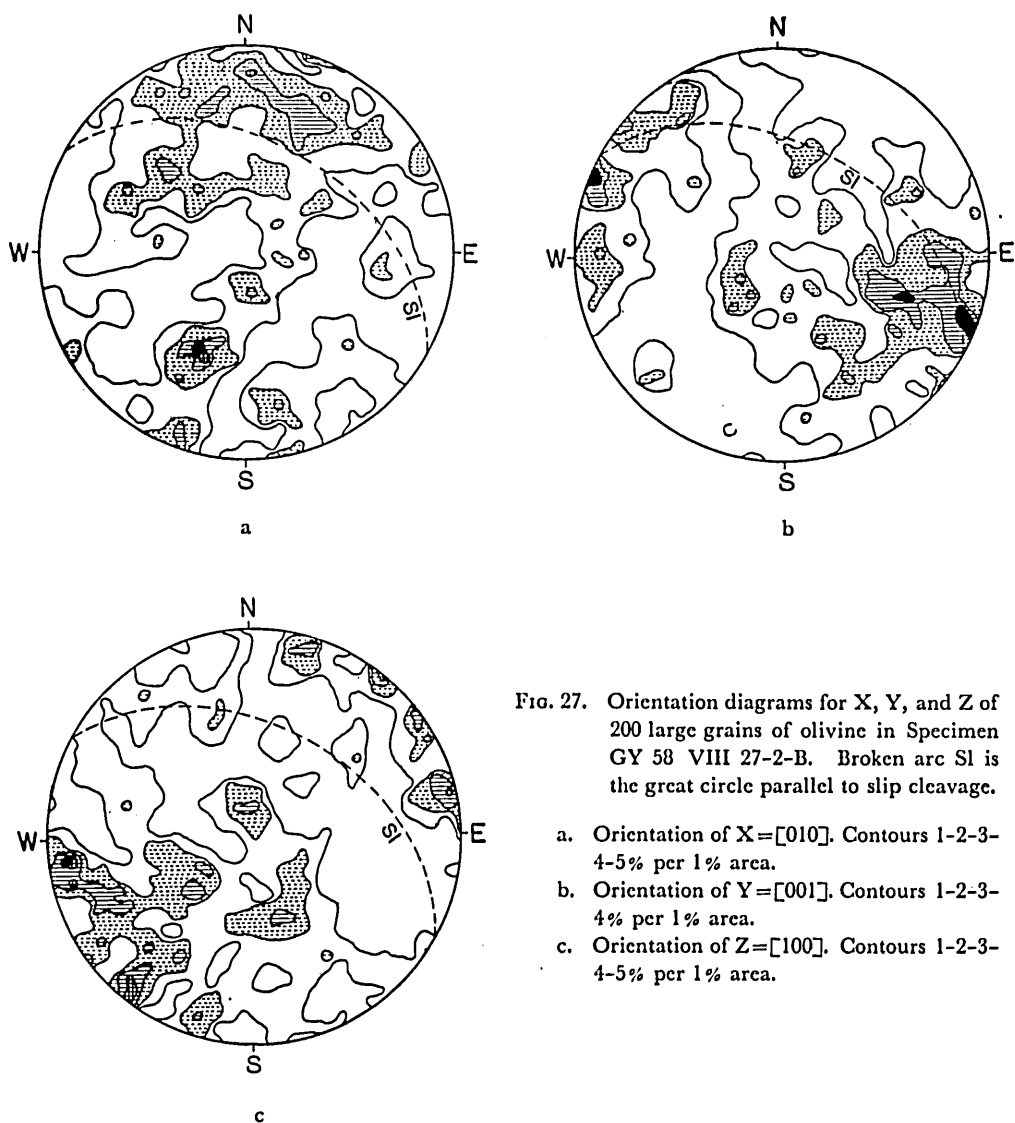 N
W
E
Sl
S
a
N
W
E
Sl
S
b
N
W
E
Sl
S
c
FIG. 27. Orientation diagrams for X, Y, and Z of
200 large grains of olivine in Specimen
GY 58 VIII 27-2-B. Broken arc Sl is
the great circle parallel to slip cleavage.
a. Orientation of X=[010]. Contours 1-2-3-
4-5% per 1% area.
b. Orientation of Y=[001]. Contours 1-2-3-
4% per 1% area.
c. Orientation of Z=[100]. Contours 1-2-3-
4-5% per 1% area.